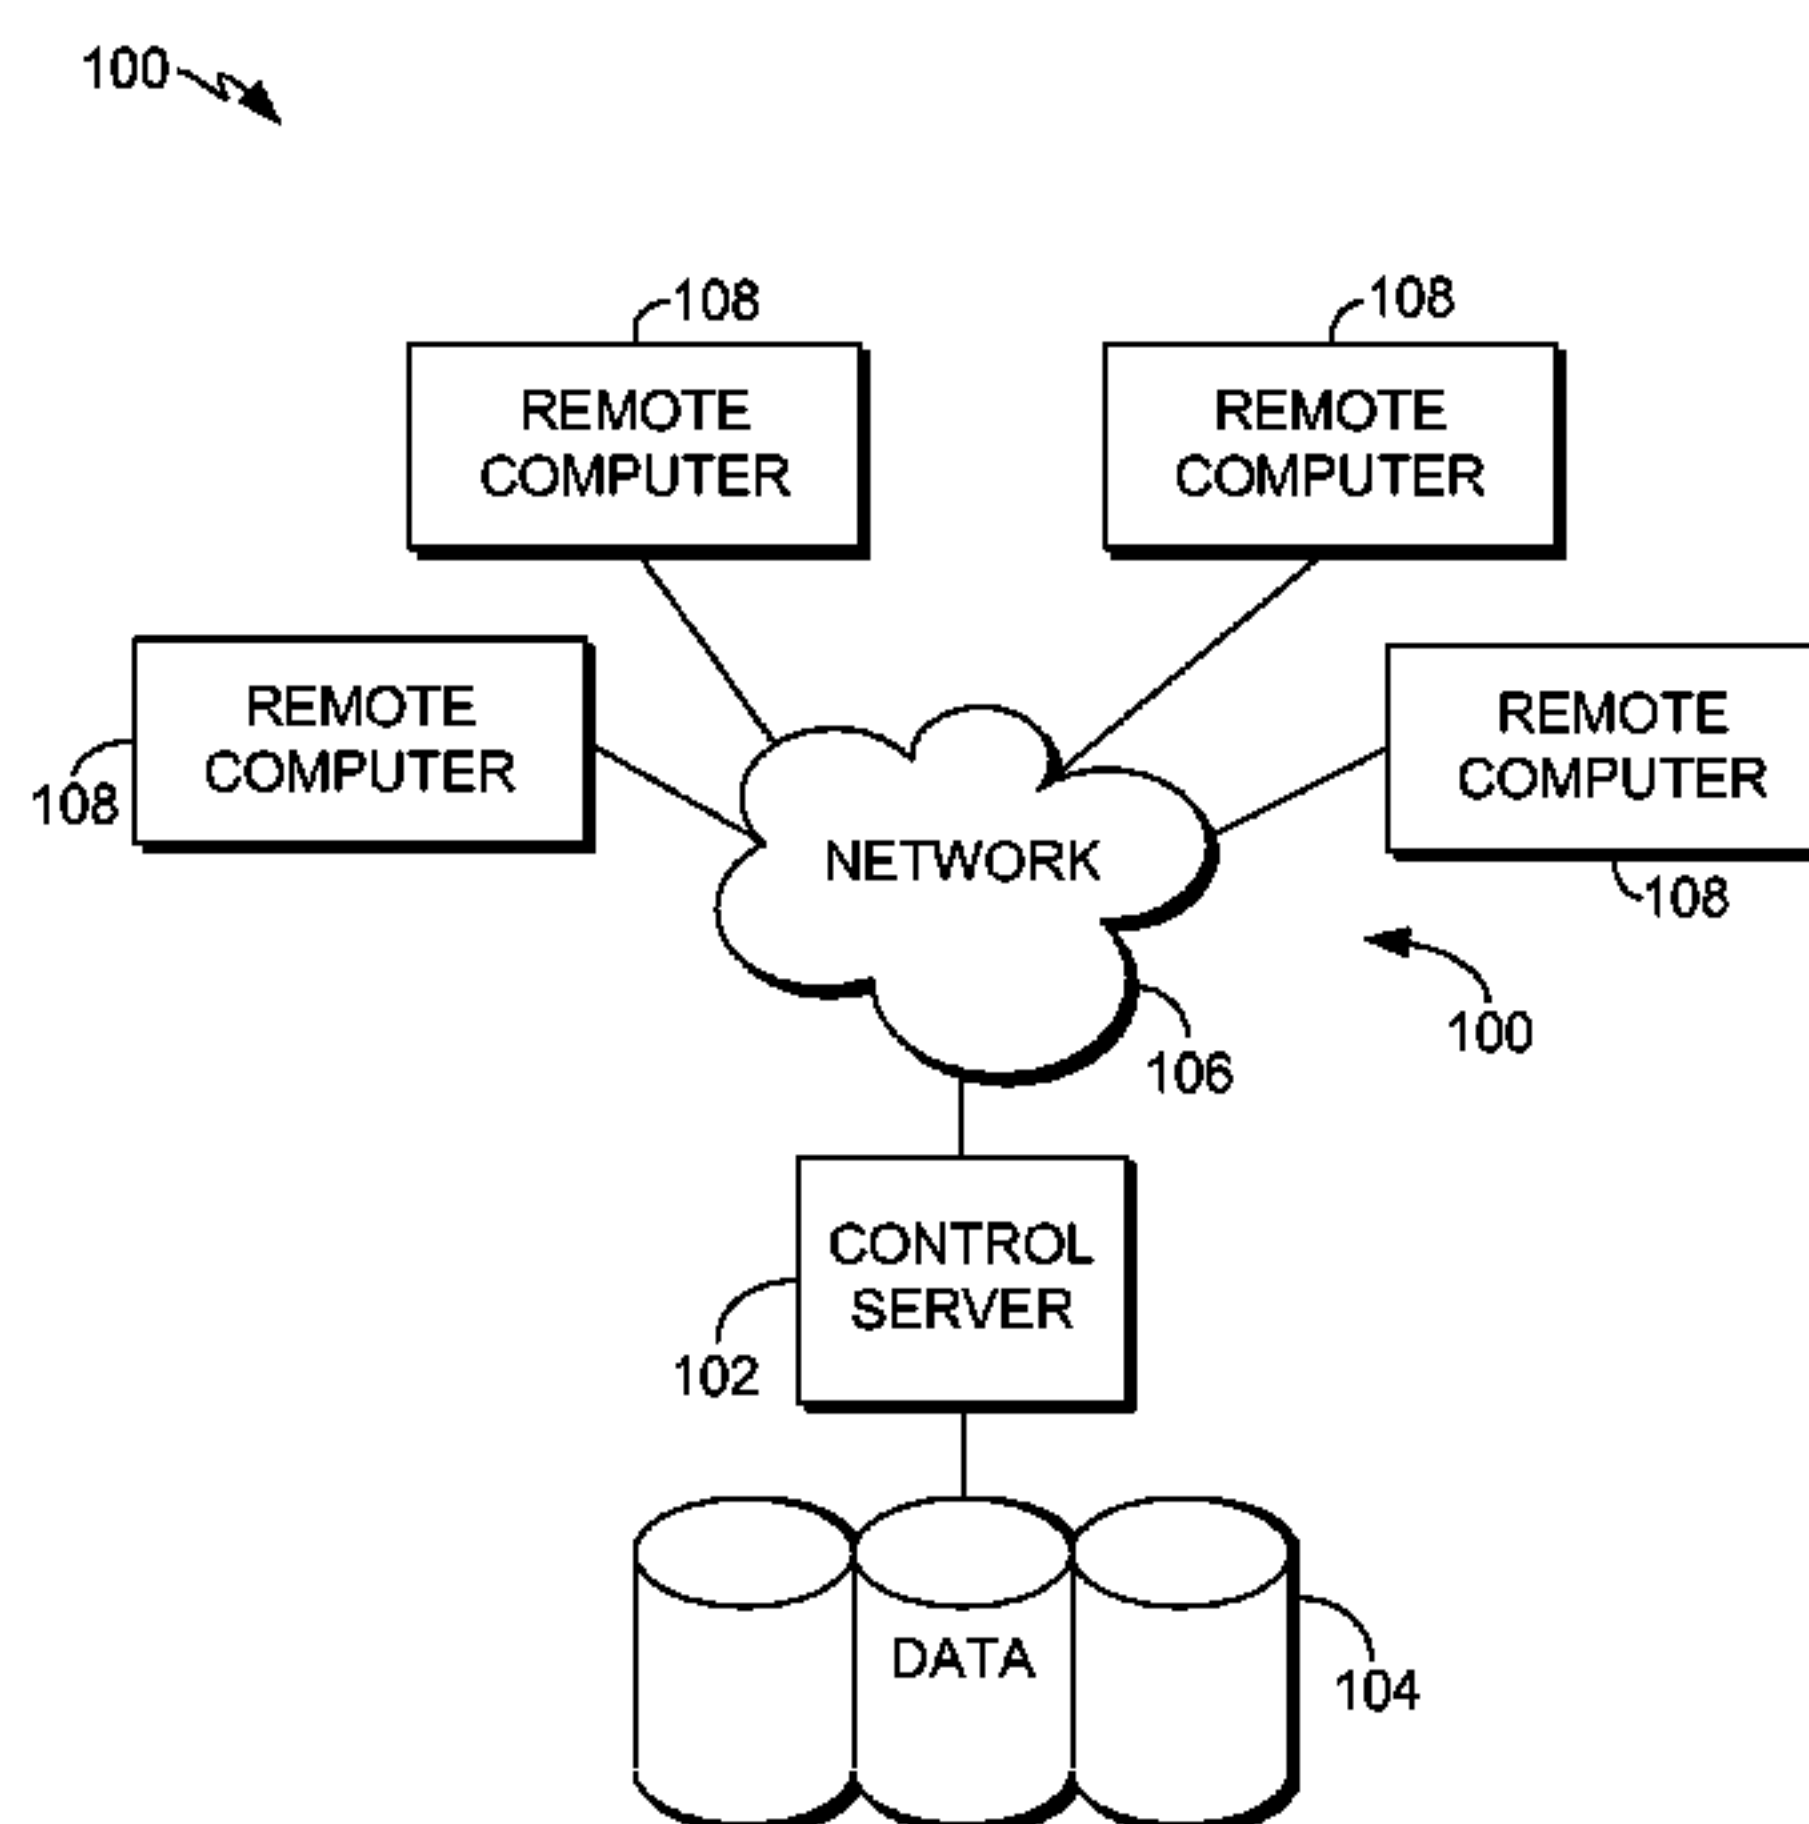 100
108
108
REMOTE
COMPUTER
REMOTE
COMPUTER
REMOTE
COMPUTER
108
REMOTE
COMPUTER
108
NETWORK
100
106
CONTROL
SERVER
102
DATA
104